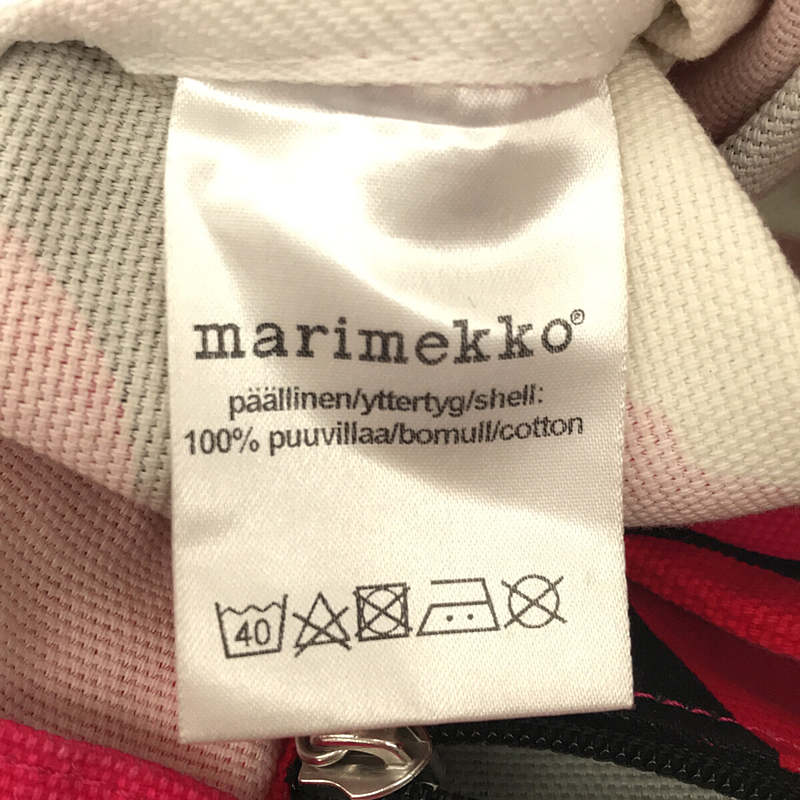 marimekko®
päällinen/yttertyg/shell:
100% puuvillaa/bomull/cotton
40